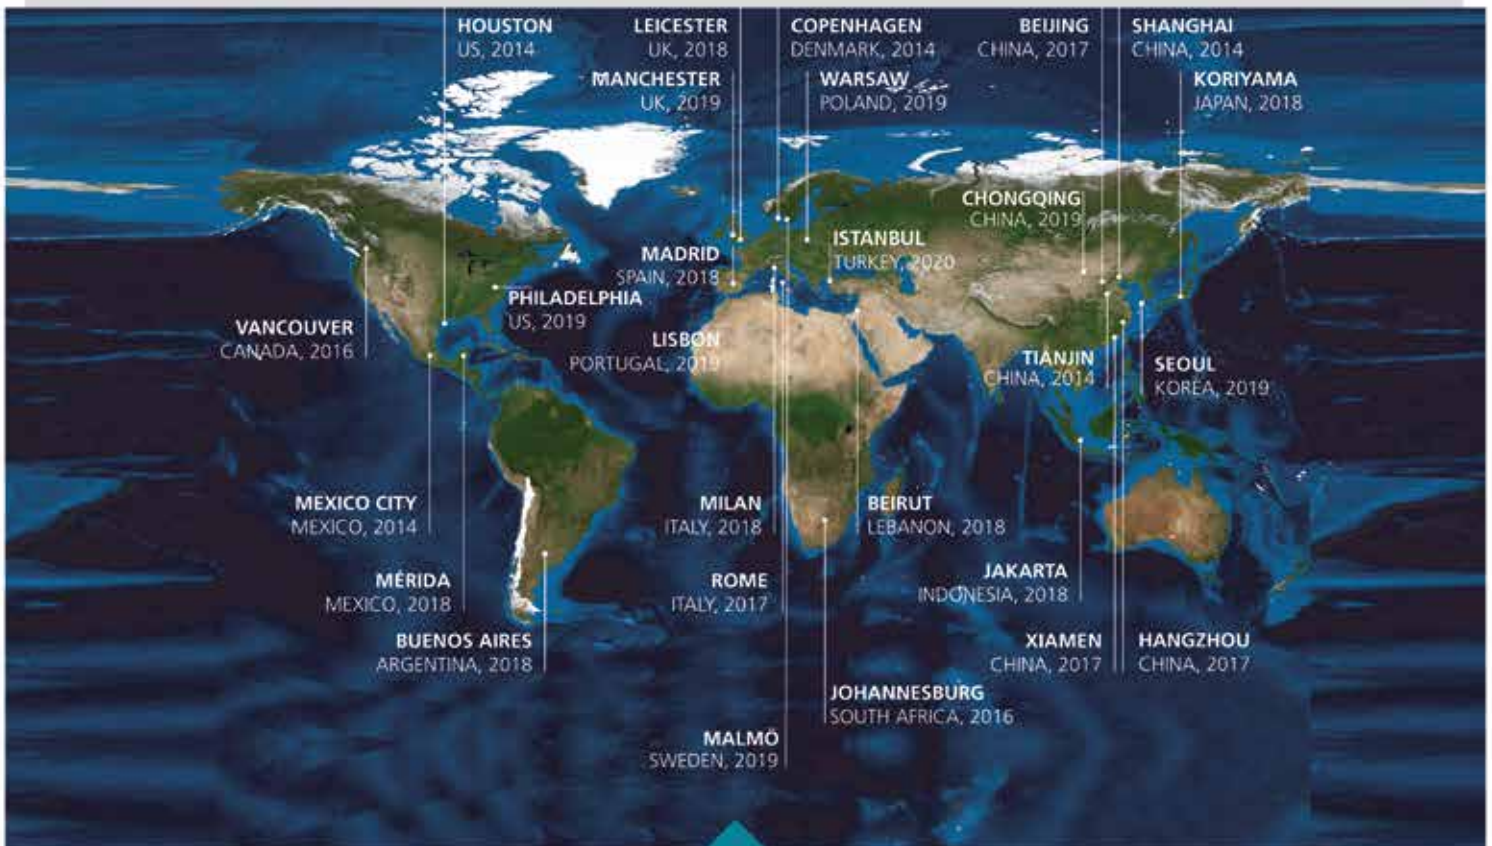 HOUSTON
US, 2014
LEICESTER
UK, 2018
COPENHAGEN
DENMARK, 2014
BEIJING
CHINA, 2017
SHANGHAI
CHINA, 2014
MANCHESTER
UK, 2019
WARSAW
POLAND, 2019
KORIYAMA
JAPAN, 2018
CHONGQING
CHINA, 2019
MADRID
SPAIN, 2018
ISTANBUL
TURKEY, 2020
PHILADELPHIA
US, 2019
VANCOUVER
CANADA, 2016
LISBON
PORTUGAL, 2019
TIANJIN
CHINA, 2014
SEOUL
KOREA, 2019
MEXICO CITY
MEXICO, 2014
MILAN
ITALY, 2018
BEIRUT
LEBANON, 2018
MÉRIDA
MEXICO, 2018
ROME
ITALY, 2017
JAKARTA
INDONESIA, 2018
BUENOS AIRES
ARGENTINA, 2018
XIAMEN
CHINA, 2017
HANGZHOU
CHINA, 2017
JOHANNESBURG
SOUTH AFRICA, 2016
MALMÖ
SWEDEN, 2019